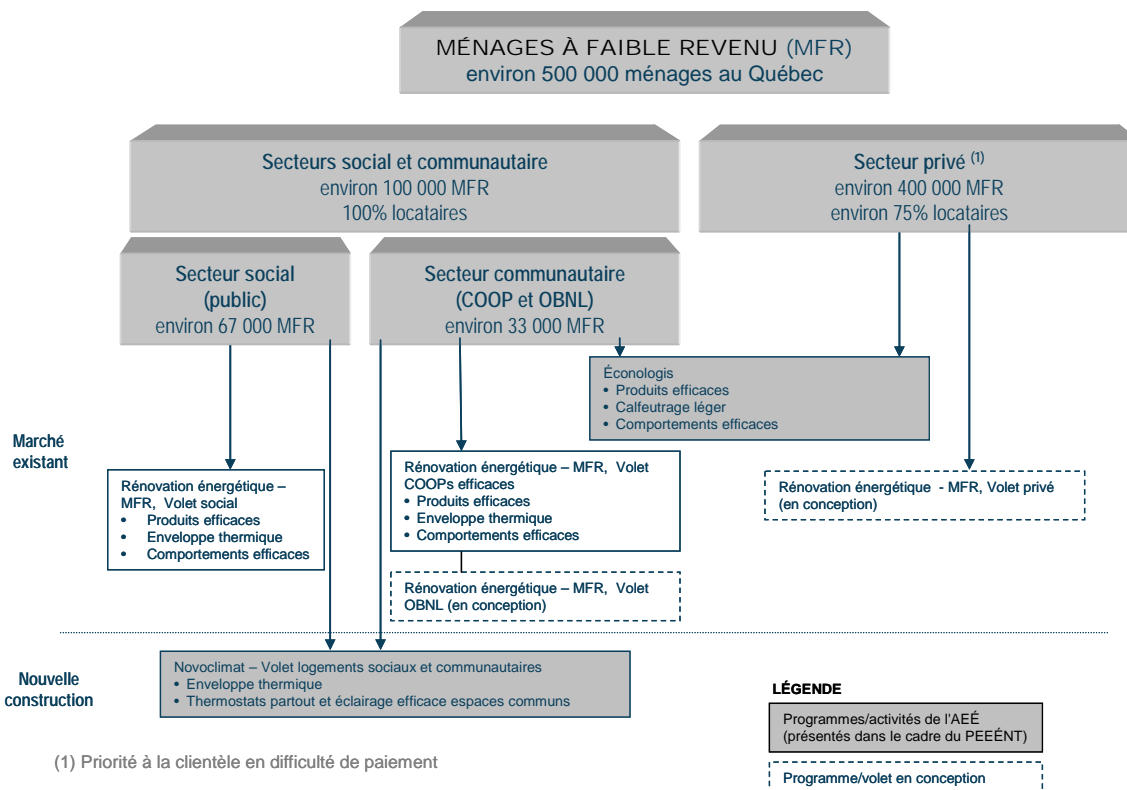 MÉNAGES À FAIBLE REVENU (MFR)
environ 500 000 ménages au Québec
Secteurs social et communautaire
environ 100 000 MFR
100% locataires
Secteur privé (1)
environ 400 000 MFR
environ 75% locataires
Secteur social
(public)
environ 67 000 MFR
Secteur communautaire
(COOP et OBNL)
environ 33 000 MFR
Éconologis
• Produits efficaces
• Calfeutrage léger
• Comportements efficaces
Marché
existant
Rénovation énergétique –
MFR, Volet social
• Produits efficaces
• Enveloppe thermique
• Comportements efficaces
Rénovation énergétique – MFR, Volet
COOPs efficaces
• Produits efficaces
• Enveloppe thermique
• Comportements efficaces
Rénovation énergétique - MFR, Volet privé
(en conception)
Rénovation énergétique – MFR, Volet
OBNL (en conception)
Nouvelle
construction
Novoclimat – Volet logements sociaux et communautaires
• Enveloppe thermique
• Thermostats partout et éclairage efficace espaces communs
LÉGENDE
Programmes/activités de l'AEÉ
(présentés dans le cadre du PEEÉNT)
Programme/volet en conception
(1) Priorité à la clientèle en difficulté de paiement